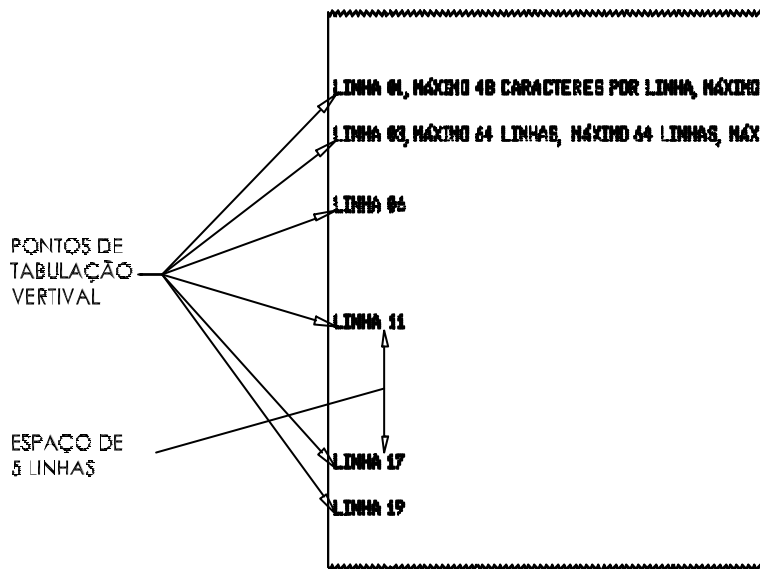 LINHA 01, MÁXIMO 48 CARACTERES POR LINHA, MÁXIMO
LINHA 03, MÁXIMO 64 LINHAS, MÁXIMO 64 LINHAS, MÁX
LINHA 06
PONTOS DE
TABULAÇÃO
VERTIVAL
LINHA 11
ESPAÇO DE
5 LINHAS
LINHA 17
LINHA 19